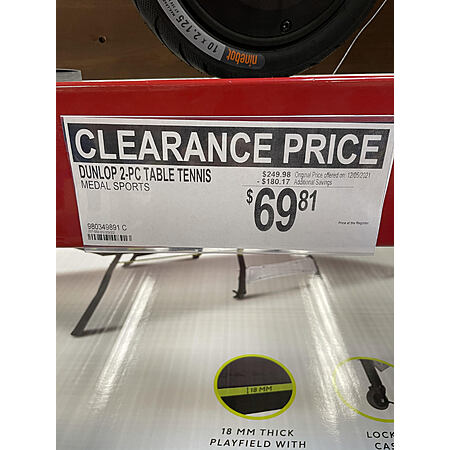 10 x 2.125 ninebot
CLEARANCE PRICE
DUNLOP 2-PC TABLE TENNIS
MEDAL SPORTS
$249.98 Original Price offered on: 12/05/2021
- $180.17 Additional Savings
$69.81
Price at the Register
980349891 C
18 MM
18 MM THICK
PLAYFIELD WITH
LOCK
CAS